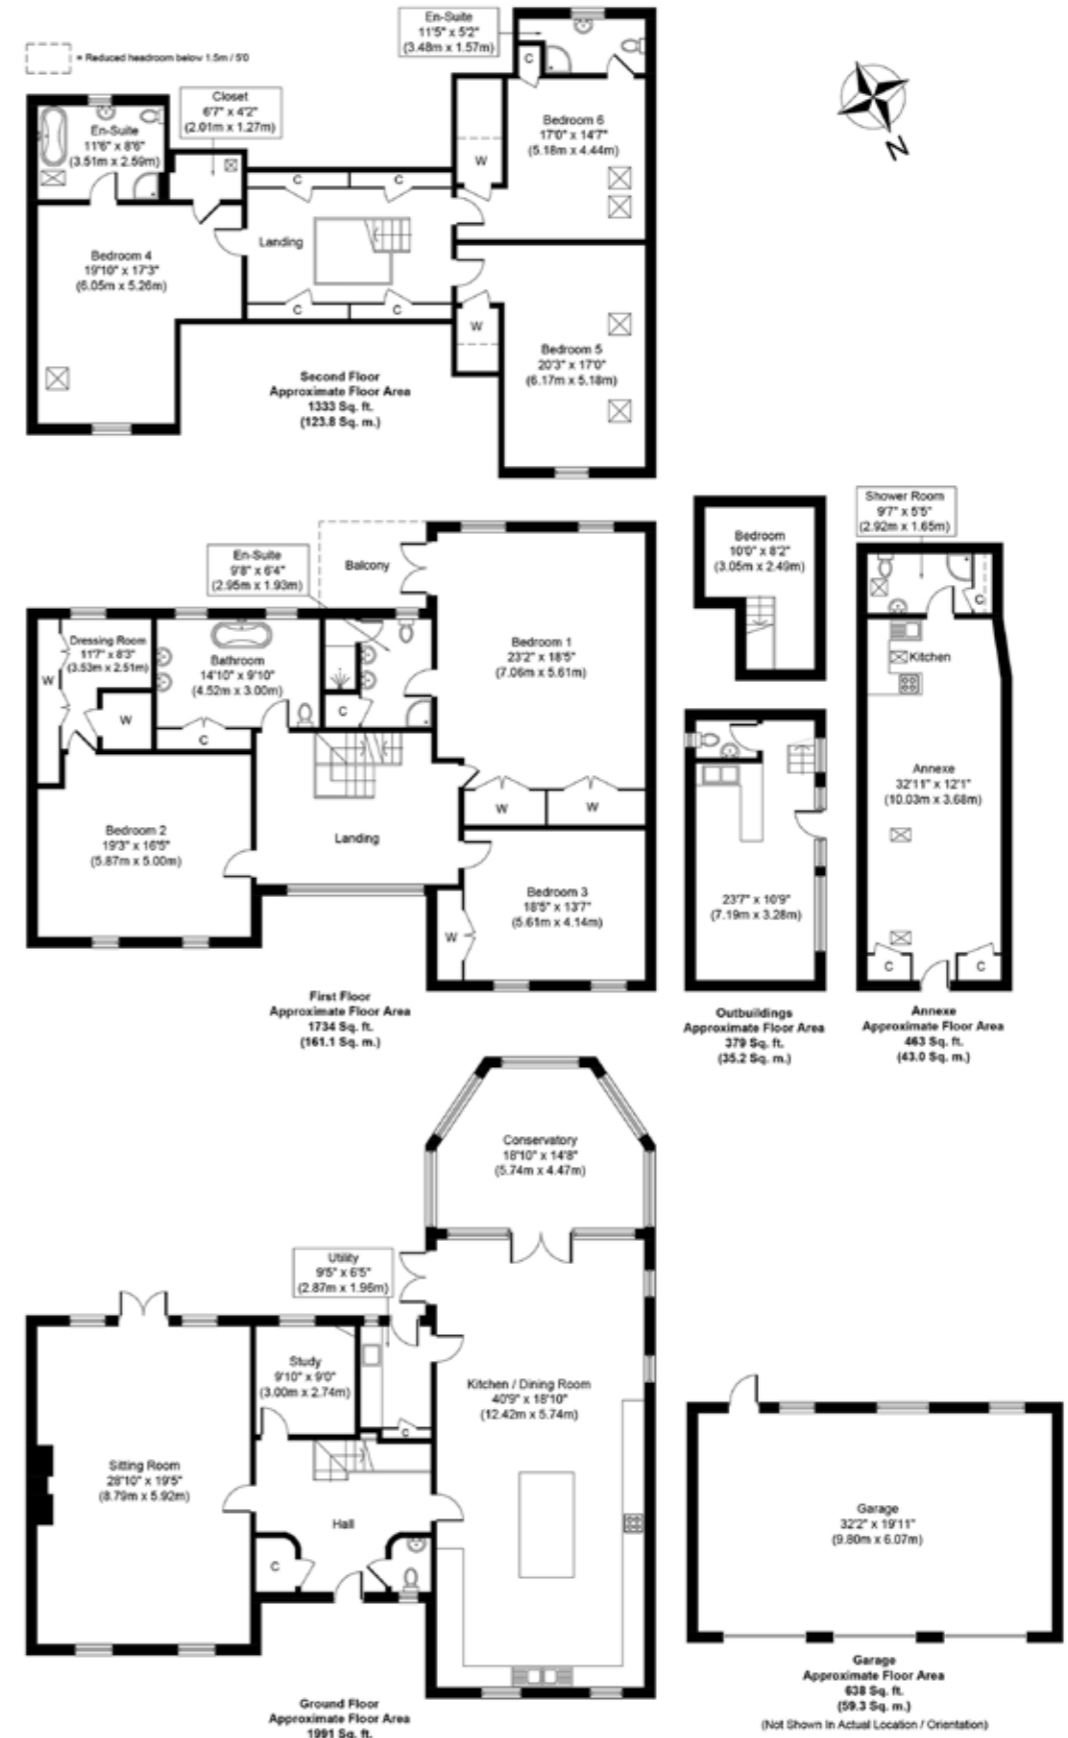 En-Suite
11'5" x 5'2"
(3.48m x 1.57m)
= Reduced headroom below 1.5m / 5'0
Closet
6'7" x 4'2"
(2.01m x 1.27m)
En-Suite
11'6" x 8'6"
(3.51m x 2.59m)
C
Bedroom 6
17'0" x 14'7"
(5.18m x 4.44m)
W
N
C
C
Landing
Bedroom 4
19'10" x 17'3"
(6.05m x 5.26m)
C
C
W
Bedroom 5
20'3" x 17'0"
(6.17m x 5.18m)
Second Floor
Approximate Floor Area
1333 Sq. ft.
(123.8 Sq. m.)
En-Suite
9'8" x 6'4"
(2.95m x 1.93m)
Balcony
Dressing Room
11'7" x 8'3"
(3.53m x 2.51m)
W
W
Bathroom
14'10" x 9'10"
(4.52m x 3.00m)
C
C
Bedroom 1
23'2" x 18'5"
(7.06m x 5.61m)
W
W
Bedroom 2
19'3" x 16'5"
(5.87m x 5.00m)
Landing
Bedroom 3
18'5" x 13'7"
(5.61m x 4.14m)
W
First Floor
Approximate Floor Area
1734 Sq. ft.
(161.1 Sq. m.)
Bedroom
10'0" x 8'2"
(3.05m x 2.49m)
23'7" x 10'9"
(7.19m x 3.28m)
Outbuildings
Approximate Floor Area
379 Sq. ft.
(35.2 Sq. m.)
Shower Room
9'7" x 5'5"
(2.92m x 1.65m)
C
Kitchen
Annexe
32'11" x 12'1"
(10.03m x 3.68m)
C
C
Annexe
Approximate Floor Area
463 Sq. ft.
(43.0 Sq. m.)
Conservatory
18'10" x 14'8"
(5.74m x 4.47m)
Utility
9'5" x 6'5"
(2.87m x 1.96m)
Study
9'10" x 9'0"
(3.00m x 2.74m)
C
Kitchen / Dining Room
40'9" x 18'10"
(12.42m x 5.74m)
Sitting Room
28'10" x 19'5"
(8.79m x 5.92m)
Hall
C
Ground Floor
Approximate Floor Area
1991 Sq. ft.
Garage
32'2" x 19'11"
(9.80m x 6.07m)
Garage
Approximate Floor Area
638 Sq. ft.
(59.3 Sq. m.)
(Not Shown In Actual Location / Orientation)